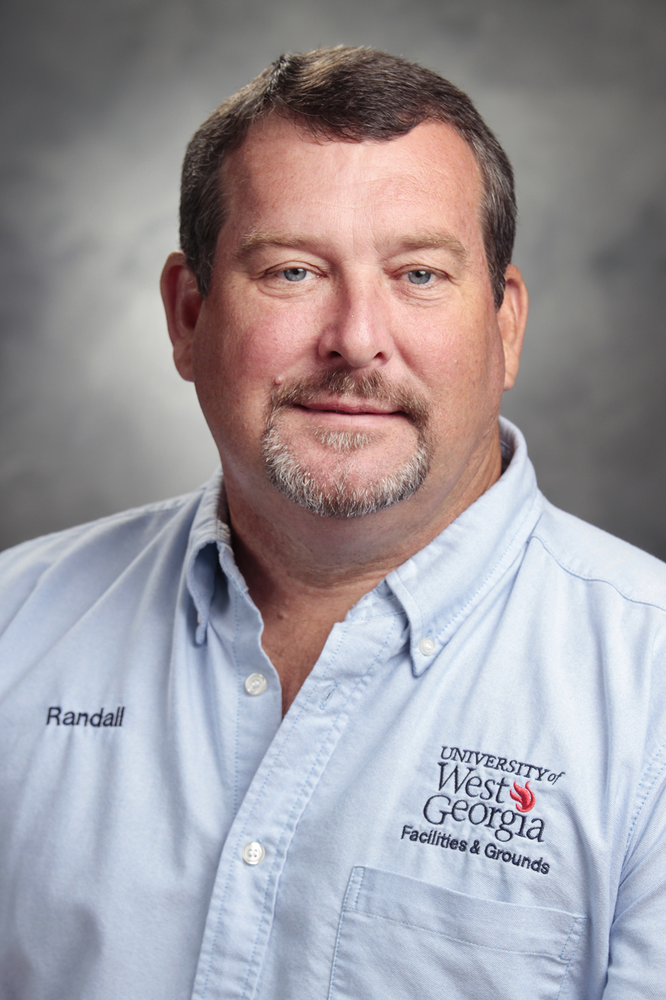 Randall
UNIVERSITY of
West
Georgia
Facilities & Grounds